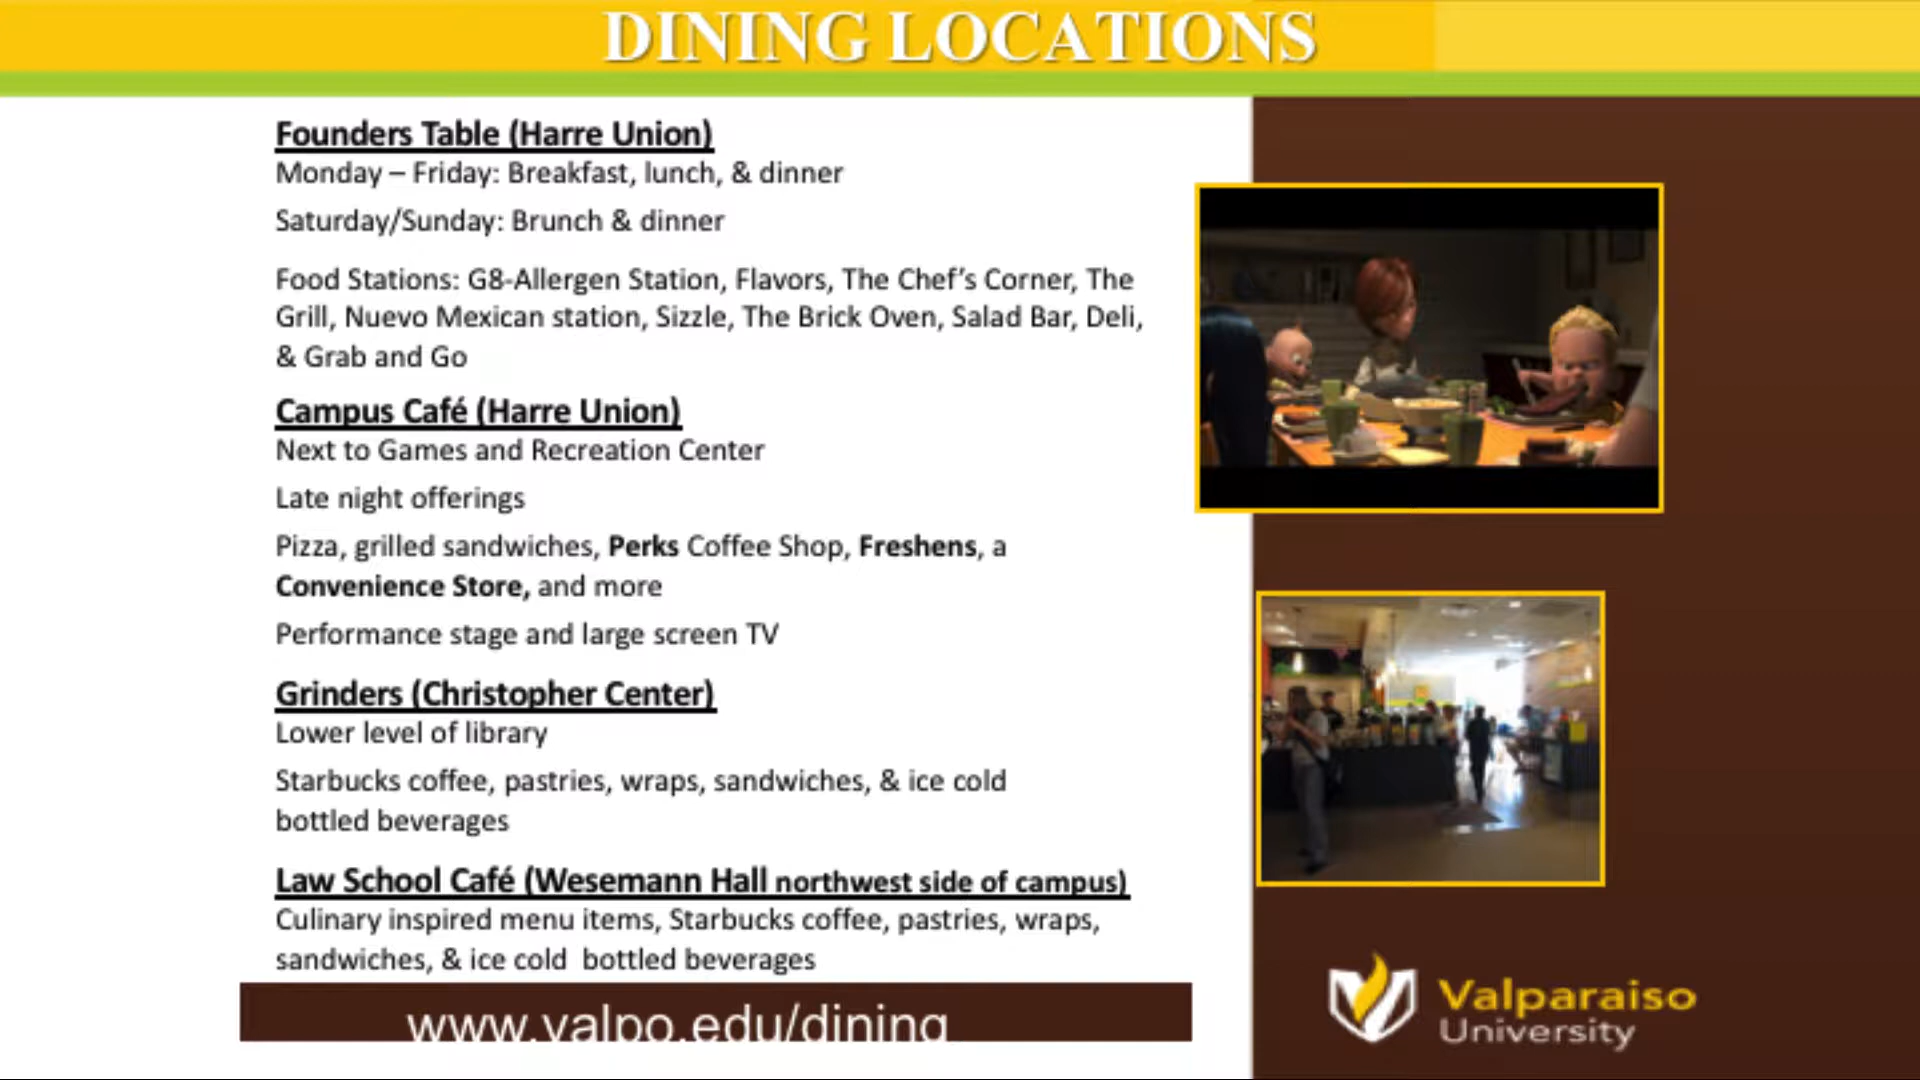 DINING LOCATIONS
Founders Table (Harre Union)
Monday – Friday: Breakfast, lunch, & dinner
Saturday/Sunday: Brunch & dinner
Food Stations: G8-Allergen Station, Flavors, The Chef’s Corner, The
Grill, Nuevo Mexican station, Sizzle, The Brick Oven, Salad Bar, Deli,
& Grab and Go
Campus Café (Harre Union)
Next to Games and Recreation Center
Late night offerings
Pizza, grilled sandwiches, Perks Coffee Shop, Freshens, a
Convenience Store, and more
Performance stage and large screen TV
Grinders (Christopher Center)
Lower level of library
Starbucks coffee, pastries, wraps, sandwiches, & ice cold
bottled beverages
Law School Café (Wesemann Hall northwest side of campus)
Culinary inspired menu items, Starbucks coffee, pastries, wraps,
sandwiches, & ice cold bottled beverages
www.valpo.edu/dining
Valparaiso
University